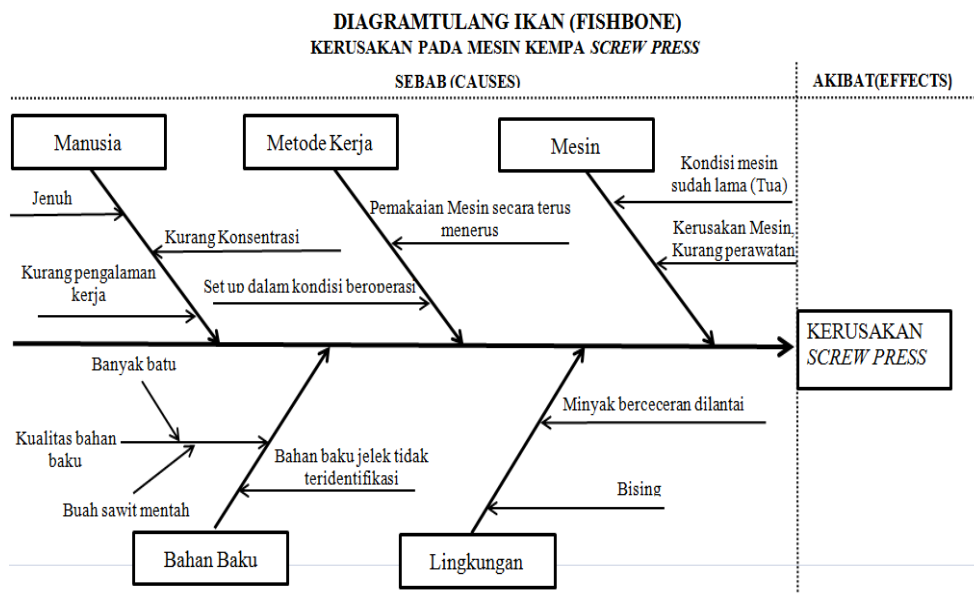 DIAGRAMTULANG IKAN (FISHBONE)
KERUSAKAN PADA MESIN KEMPA SCREW PRESS
SEBAB (CAUSES)
AKIBAT(EFFECTS)
Manusia
Metode Kerja
Mesin
Jenuh
Kurang Konsentrasi
Kurang pengalaman
kerja
Pemakaian Mesin secara terus
menerus
Set up dalam kondisi beroperasi
Kondisi mesin
sudah lama (Tua)
Kerusakan Mesin,
Kurang perawatan
KERUSAKAN
SCREW PRESS
Banyak batu
Kualitas bahan
baku
Buah sawit mentah
Bahan baku jelek tidak
teridentifikasi
Minyak berceceran dilantai
Bising
Bahan Baku
Lingkungan